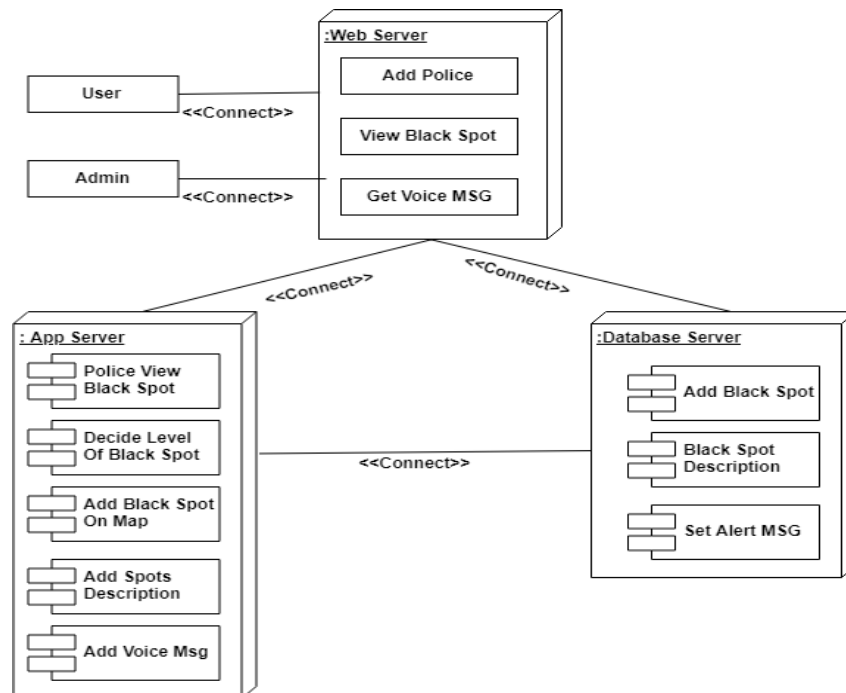 :Web Server
Add Police
User
<<Connect>>
View Black Spot
Admin
<<Connect>>
Get Voice MSG
<<Connect>>
<<Connect>>
: App Server
Police View
Black Spot
Decide Level
Of Black Spot
Add Black Spot
On Map
Add Spots
Description
Add Voice Msg
<<Connect>>
:Database Server
Add Black Spot
Black Spot
Description
Set Alert MSG